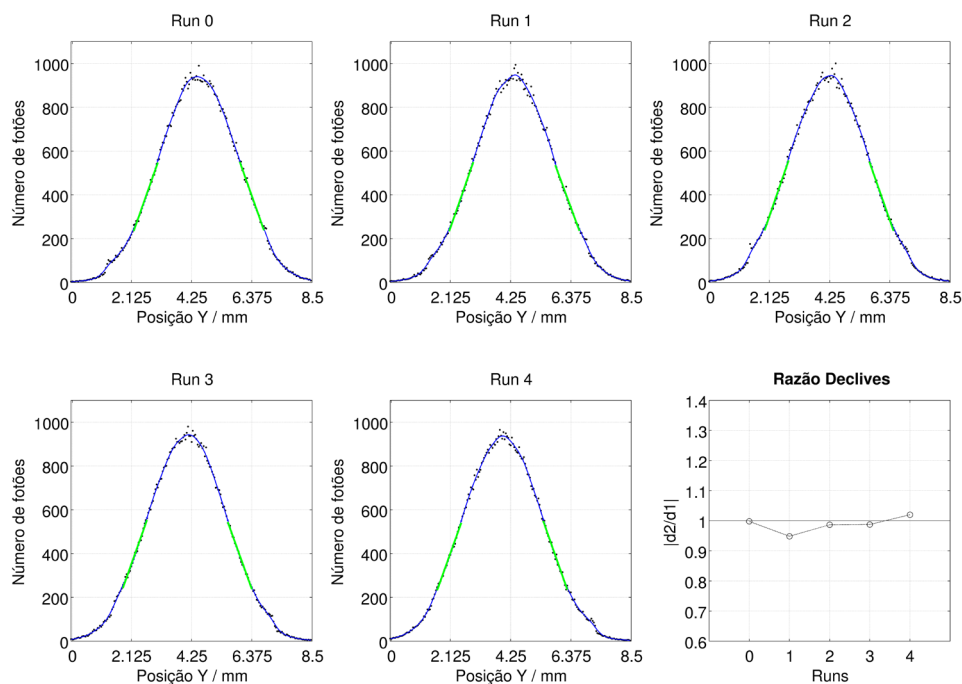 Run 0
Número de fotões
1000
800
600
400
200
0
0 2.125 4.25 6.375 8.5
Posição Y / mm
Run 1
Número de fotões
1000
800
600
400
200
0
0 2.125 4.25 6.375 8.5
Posição Y / mm
Run 2
Número de fotões
1000
800
600
400
200
0
0 2.125 4.25 6.375 8.5
Posição Y / mm
Run 3
Número de fotões
1000
800
600
400
200
0
0 2.125 4.25 6.375 8.5
Posição Y / mm
Run 4
Número de fotões
1000
800
600
400
200
0
0 2.125 4.25 6.375 8.5
Posição Y / mm
Razão Declives
|d2/d1|
1.4
1.3
1.2
1.1
1
0.9
0.8
0.7
0.6
0 1 2 3 4
Runs